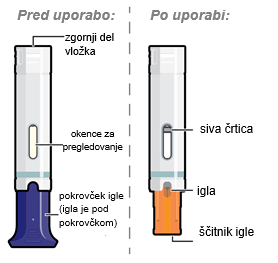 Pred uporabo:
zgornji del
vložka
okence za
pregledovanje
pokrovček igle
(igla je pod
pokrovčkom)
Po uporabi:
siva črtica
igla
ščitnik igle